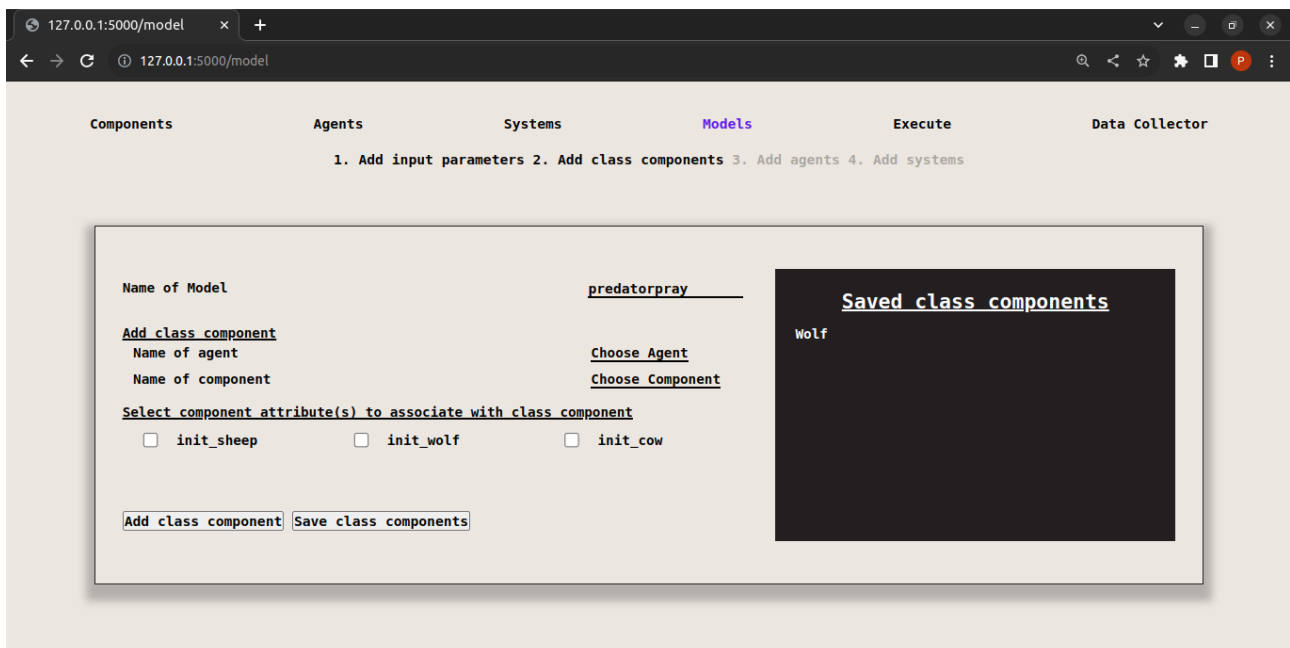 127.0.0.1:5000/model
127.0.0.1:5000/model
P
Components Agents Systems Models Execute Data Collector
1. Add input parameters 2. Add class components 3. Add agents 4. Add systems
Name of Model predatorpray
Add class component
Name of agent Choose Agent
Name of component Choose Component
Select component attribute(s) to associate with class component
init_sheep init_wolf init_cow
Add class component Save class components
Saved class components
Wolf